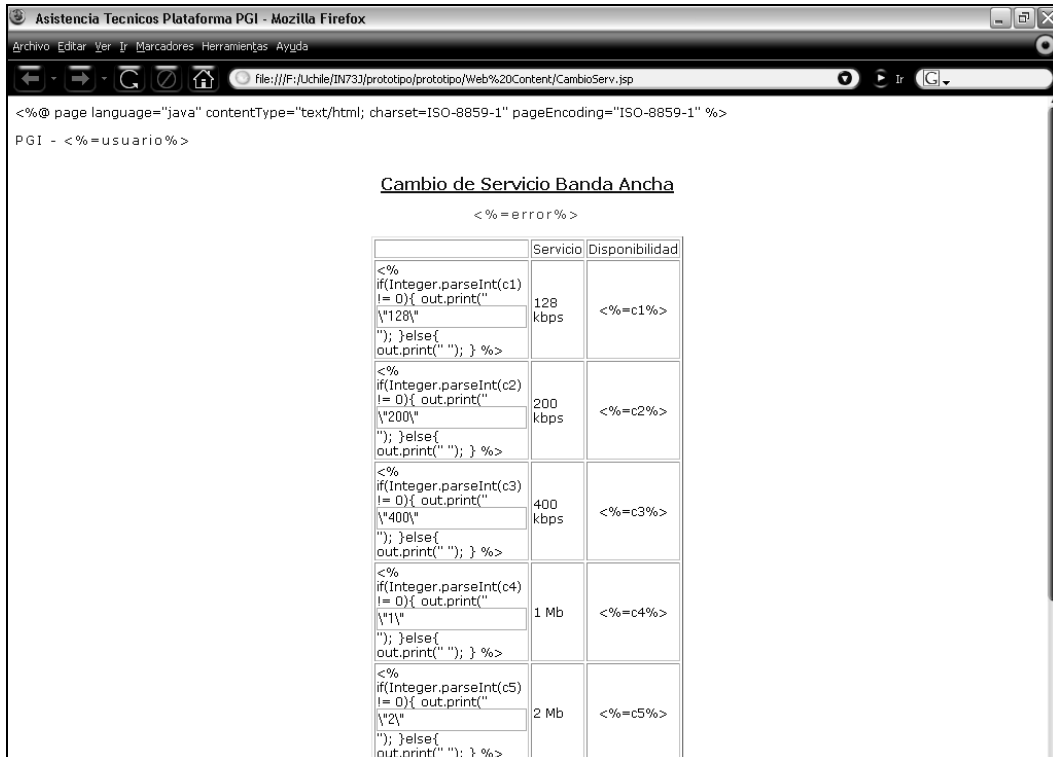 Asistencia Tecnicos Plataforma PGI - Mozilla Firefox
Archivo Editar Ver Ir Marcadores Herramientas Ayuda
file:///F:/Uchile/IN73J/prototipo/prototipo/Web%20Content/CambioServ.jsp
Ir
G
<%@ page language="java" contentType="text/html; charset=ISO-8859-1" pageEncoding="ISO-8859-1" %>
PGI - <%=usuario%>
Cambio de Servicio Banda Ancha
<%=error%>
Servicio Disponibilidad
<%
if(Integer.parseInt(c1)
!= 0){ out.print("
\"128\"
"); }else{
out.print(" "); } %>
128
kbps
<%=c1%>
<%
if(Integer.parseInt(c2)
!= 0){ out.print("
\"200\"
"); }else{
out.print(" "); } %>
200
kbps
<%=c2%>
<%
if(Integer.parseInt(c3)
!= 0){ out.print("
\"400\"
"); }else{
out.print(" "); } %>
400
kbps
<%=c3%>
<%
if(Integer.parseInt(c4)
!= 0){ out.print("
\"1\"
"); }else{
out.print(" "); } %>
1 Mb
<%=c4%>
<%
if(Integer.parseInt(c5)
!= 0){ out.print("
\"2\"
"); }else{
out.print(" "); } %>
2 Mb
<%=c5%>